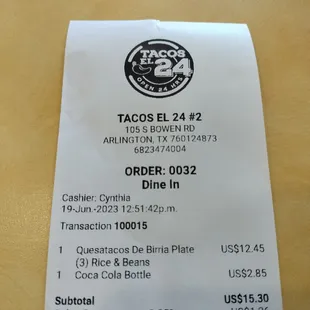 TACOS
EL 24
OPEN 24 HRS
TACOS EL 24 #2
105 S BOWEN RD
ARLINGTON, TX 760124873
6823474004
ORDER: 0032
Dine In
Cashier: Cynthia
19-Jun.-2023 12:51:42p.m.
Transaction 100015
1 Quesatacos De Birria Plate US$12.45
(3) Rice & Beans
1 Coca Cola Bottle US$2.85
Subtotal US$15.30